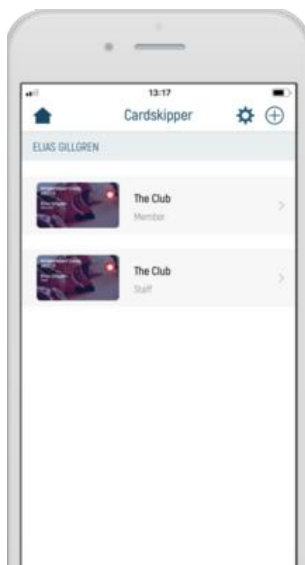 13:17
Cardskipper
ELIAS GILLGREN
The Club
Member
The Club
Staff